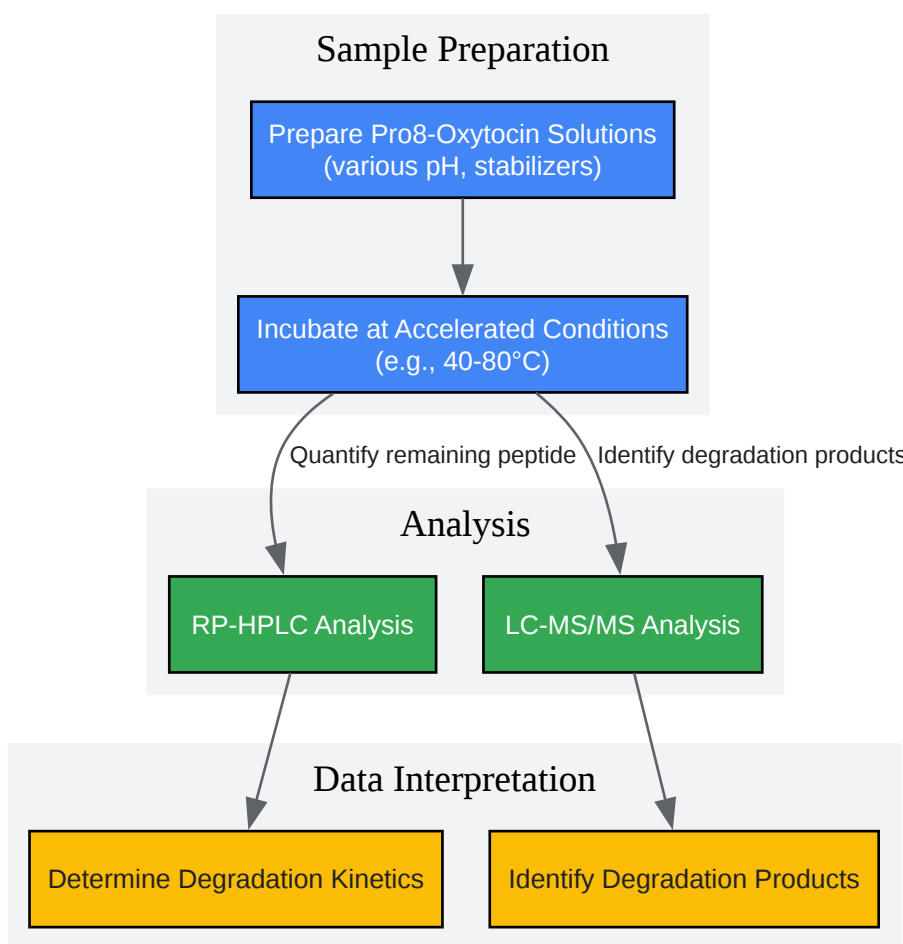 Sample Preparation
Prepare Pro8-Oxytocin Solutions
(various pH, stabilizers)
Incubate at Accelerated Conditions
(e.g., 40-80°C)
Quantify remaining peptide
Identify degradation products
Analysis
RP-HPLC Analysis
LC-MS/MS Analysis
Data Interpretation
Determine Degradation Kinetics
Identify Degradation Products